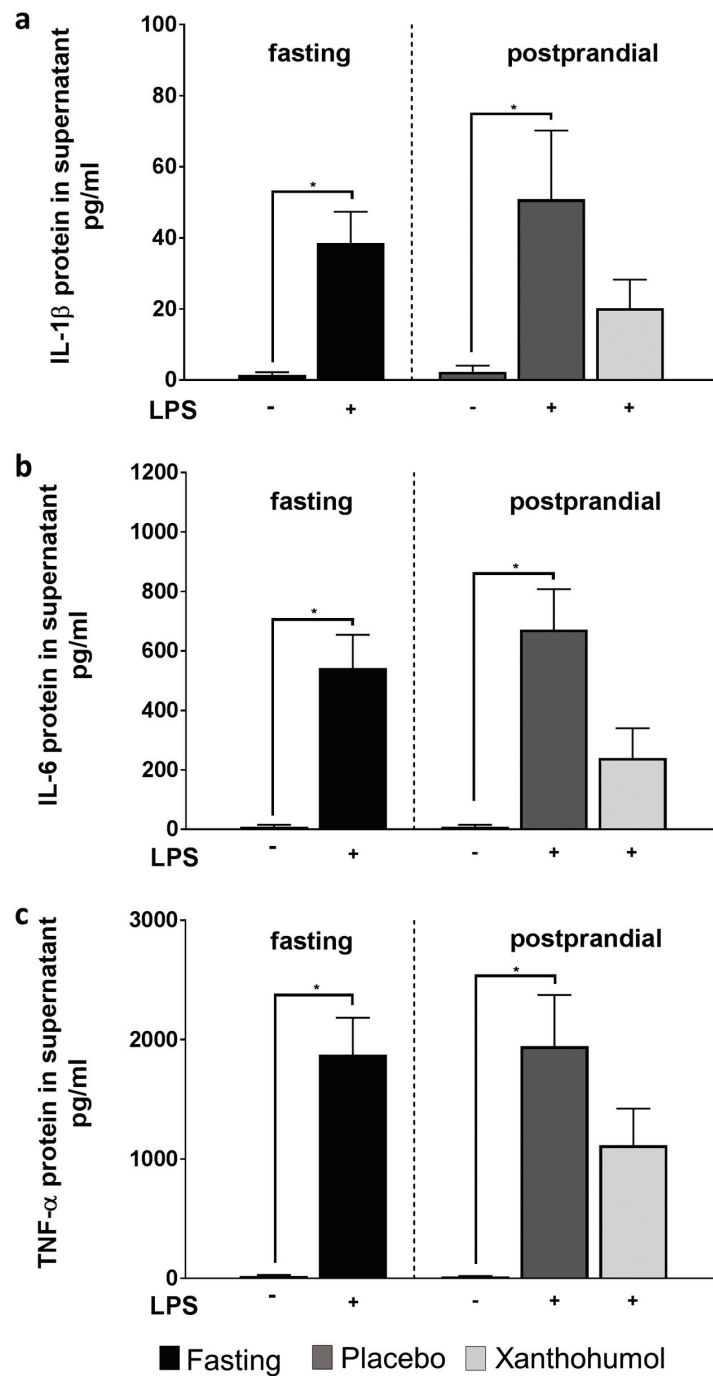 a
IL-1β protein in supernatant
pg/ml
100
80
60
40
20
0
fasting
postprandial
*
*
LPS
- + - + +
b
IL-6 protein in supernatant
pg/ml
1200
1000
800
600
400
200
0
fasting
postprandial
*
*
LPS
- + - + +
c
TNF-α protein in supernatant
pg/ml
3000
2000
1000
0
fasting
postprandial
*
*
LPS
- + - + +
Fasting Placebo Xanthohumol